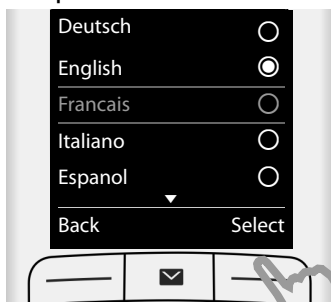 Deutsch
English
Francais
Italiano
Espanol
Back Select